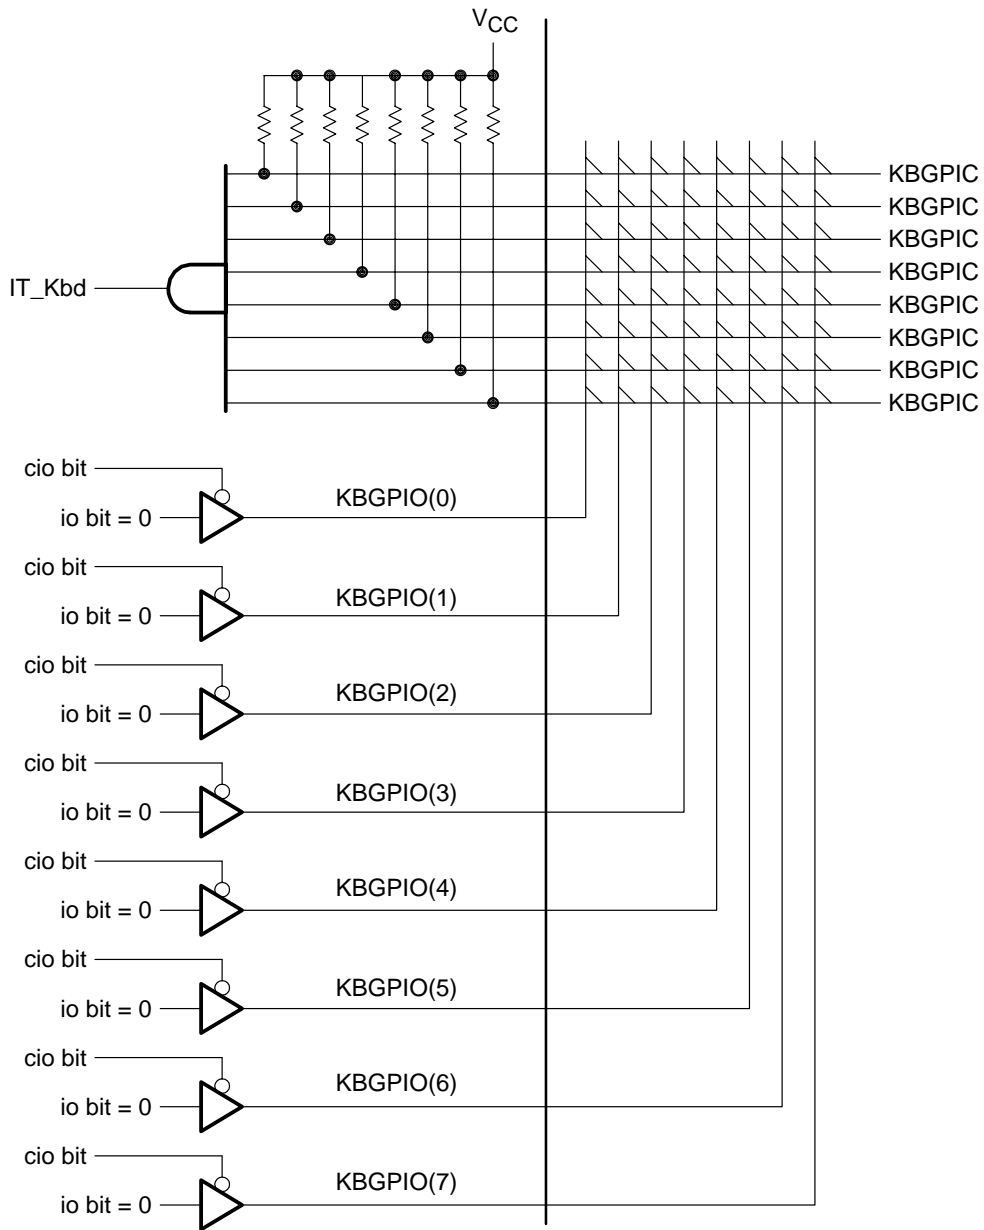 VCC
KBGPIC
KBGPIC
KBGPIC
KBGPIC
IT_Kbd
KBGPIC
KBGPIC
KBGPIC
KBGPIC
cio bit
io bit = 0
KBGPIO(0)
cio bit
io bit = 0
KBGPIO(1)
cio bit
io bit = 0
KBGPIO(2)
cio bit
io bit = 0
KBGPIO(3)
cio bit
io bit = 0
KBGPIO(4)
cio bit
io bit = 0
KBGPIO(5)
cio bit
io bit = 0
KBGPIO(6)
cio bit
io bit = 0
KBGPIO(7)